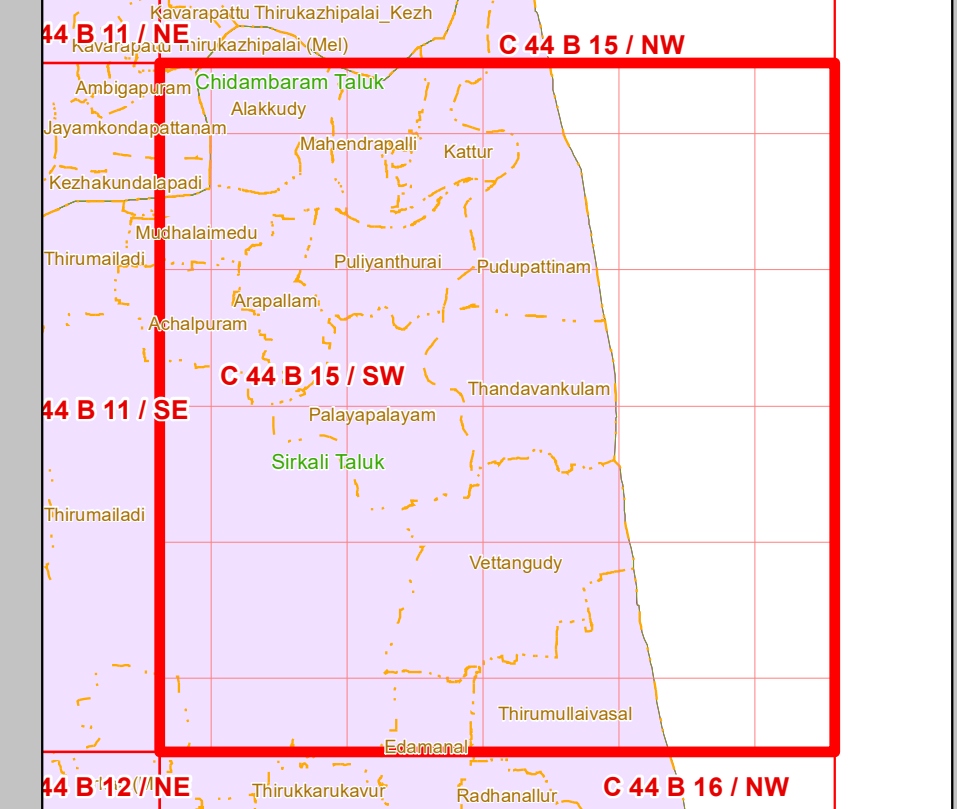 Kavarapattu Thirukazhipalai_Kezh
44 B 11 / NE
Kavarapattu Thirukazhipalai (Mel)
C 44 B 15 / NW
Chidambaram Taluk
Ambigapuram
Alakkudy
Jayamkondapattanam
Mahendrapalli
Kattur
Kezhakundalapadi
Mudhalaimedu
Thirumailadi
Puliyanthurai
Pudupattinam
Arapallam
Achalpuram
C 44 B 15 / SW
Thandavankulam
44 B 11 / SE
Palayapalayam
Sirkali Taluk
Thirumailadi
Vettangudy
Thirumullaivasal
Edamanal
44 B 12 / NE
C 44 B 16 / NW
Thirukkarukavur
Radhanallur